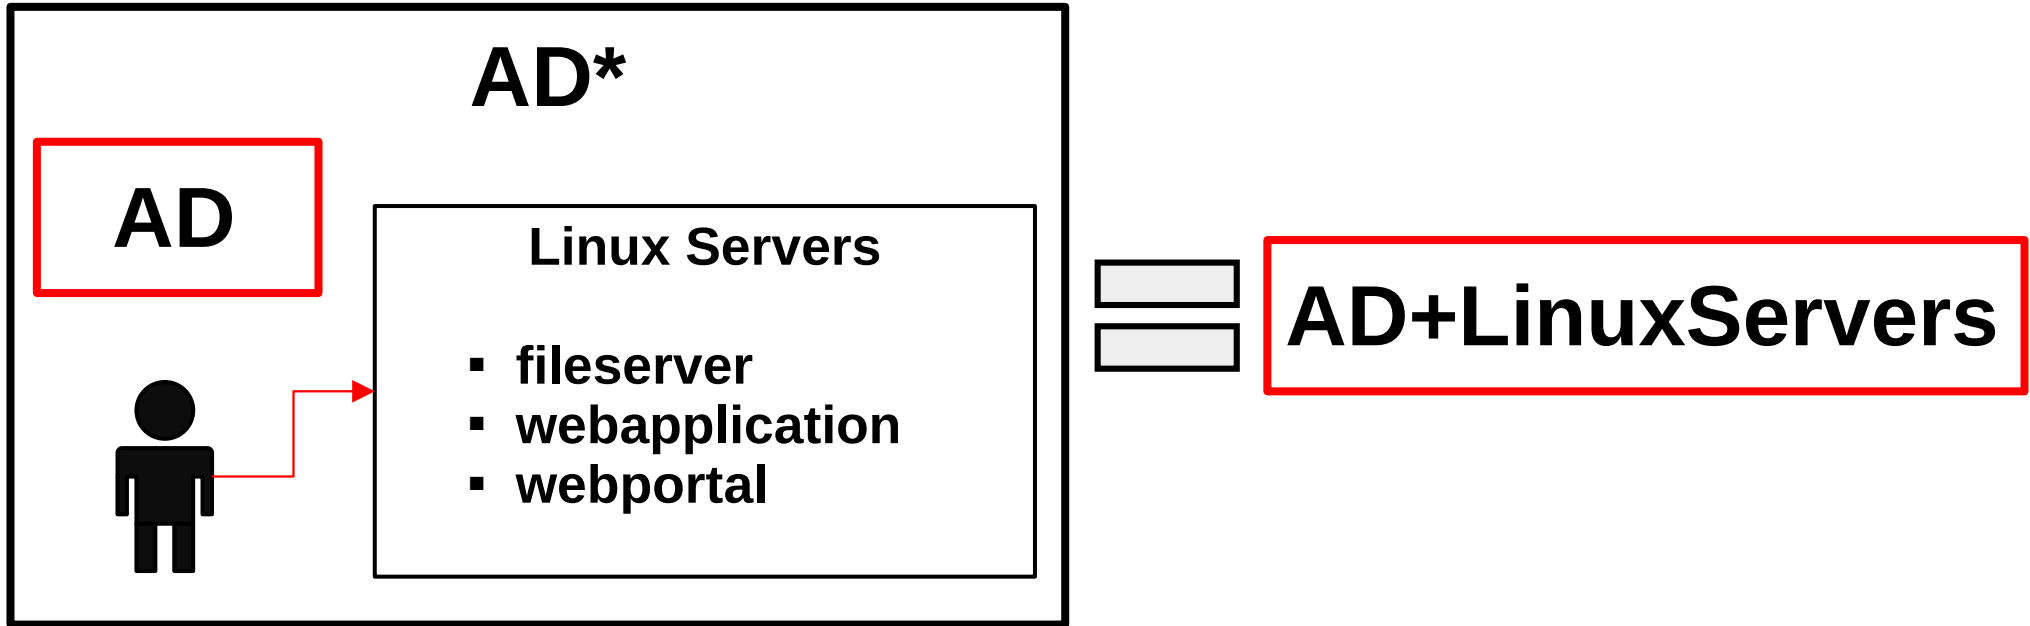 AD*
AD
Linux Servers
▪ fileserver
▪ webapplication
▪ webportal
AD+LinuxServers